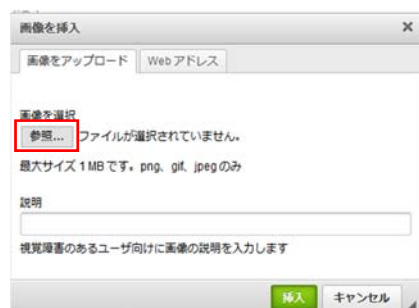 画像を挿入 ×
画像をアップロード Web アドレス
画像を選択
参照... ファイルが選択されていません。
最大サイズ 1 MB です。png、gif、jpeg のみ
説明
視覚障害のあるユーザ向けに画像の説明を入力します
挿入 キャンセル